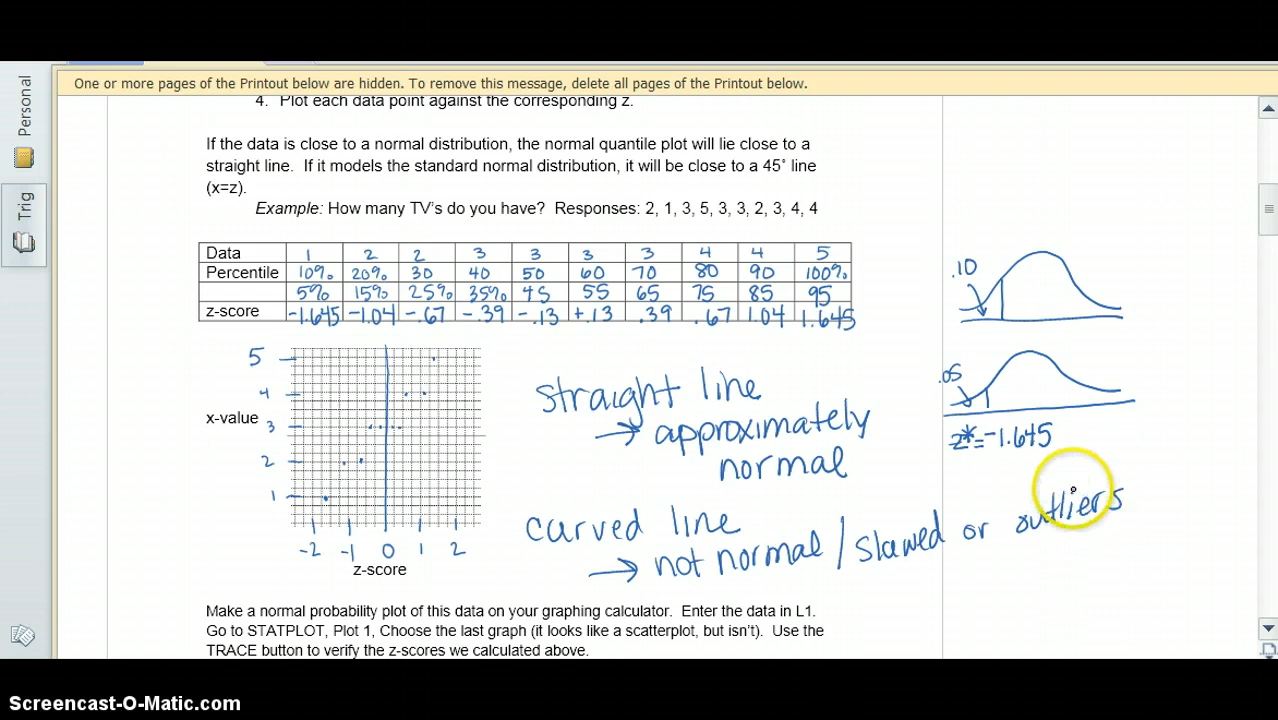 One or more pages of the Printout below are hidden. To remove this message, delete all pages of the Printout below.
Personal
Trig
4. Plot each data point against the corresponding z.
If the data is close to a normal distribution, the normal quantile plot will lie close to a
straight line. If it models the standard normal distribution, it will be close to a 45˚ line
(x=z).
Example: How many TV's do you have? Responses: 2, 1, 3, 5, 3, 3, 2, 3, 4, 4
Data 1 2 2 3 3 3 3 4 4 5
Percentile 10% 20% 30 40 50 60 70 80 90 100%
5% 15% 25% 35% 45 55 65 75 85 95
z-score -1.645 -1.04 -.67 -.39 -.13 +.13 .39 .67 1.04 1.645
.10
.05
z*=-1.645
5
4
x-value
3
2
1
-2 -1 0 1 2
z-score
straight line
→ approximately
normal
curved line
→ not normal / skewed or outliers
Make a normal probability plot of this data on your graphing calculator. Enter the data in L1.
Go to STATPLOT, Plot 1, Choose the last graph (it looks like a scatterplot, but isn't). Use the
TRACE button to verify the z-scores we calculated above.
Screencast-O-Matic.com